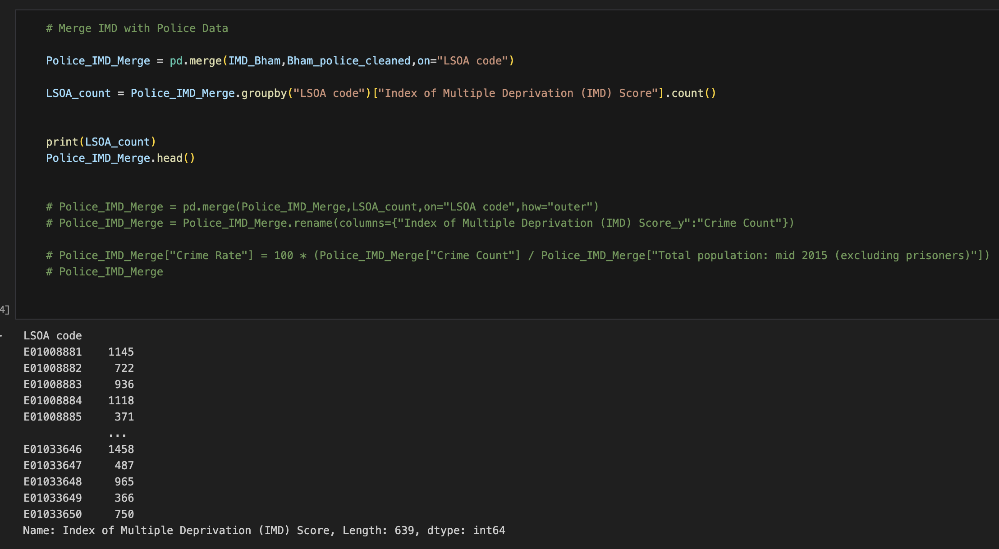 # Merge IMD with Police Data
Police_IMD_Merge = pd.merge(IMD_Bham,Bham_police_cleaned,on="LSOA code")
LSOA_count = Police_IMD_Merge.groupby("LSOA code")["Index of Multiple Deprivation (IMD) Score"].count()
print(LSOA_count)
Police_IMD_Merge.head()
# Police_IMD_Merge = pd.merge(Police_IMD_Merge,LSOA_count,on="LSOA code",how="outer")
# Police_IMD_Merge = Police_IMD_Merge.rename(columns={"Index of Multiple Deprivation (IMD) Score_y":"Crime Count"})
# Police_IMD_Merge["Crime Rate"] = 100 * (Police_IMD_Merge["Crime Count"] / Police_IMD_Merge["Total population: mid 2015 (excluding prisoners)"])
# Police_IMD_Merge
4]
LSOA code
E01008881    1145
E01008882     722
E01008883     936
E01008884    1118
E01008885     371
...
E01033646    1458
E01033647     487
E01033648     965
E01033649     366
E01033650     750
Name: Index of Multiple Deprivation (IMD) Score, Length: 639, dtype: int64